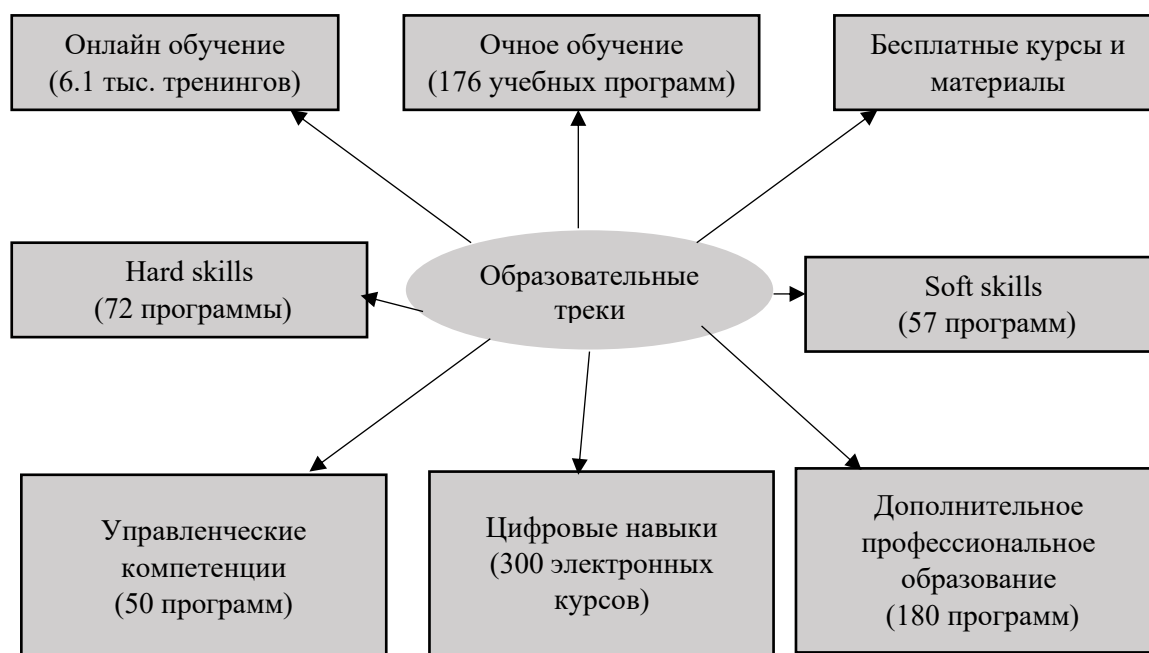 Онлайн обучение
(6.1 тыс. тренингов)
Очное обучение
(176 учебных программ)
Бесплатные курсы и
материалы
Hard skills
(72 программы)
Образовательные
треки
Soft skills
(57 программ)
Управленческие
компетенции
(50 программ)
Цифровые навыки
(300 электронных
курсов)
Дополнительное
профессиональное
образование
(180 программ)